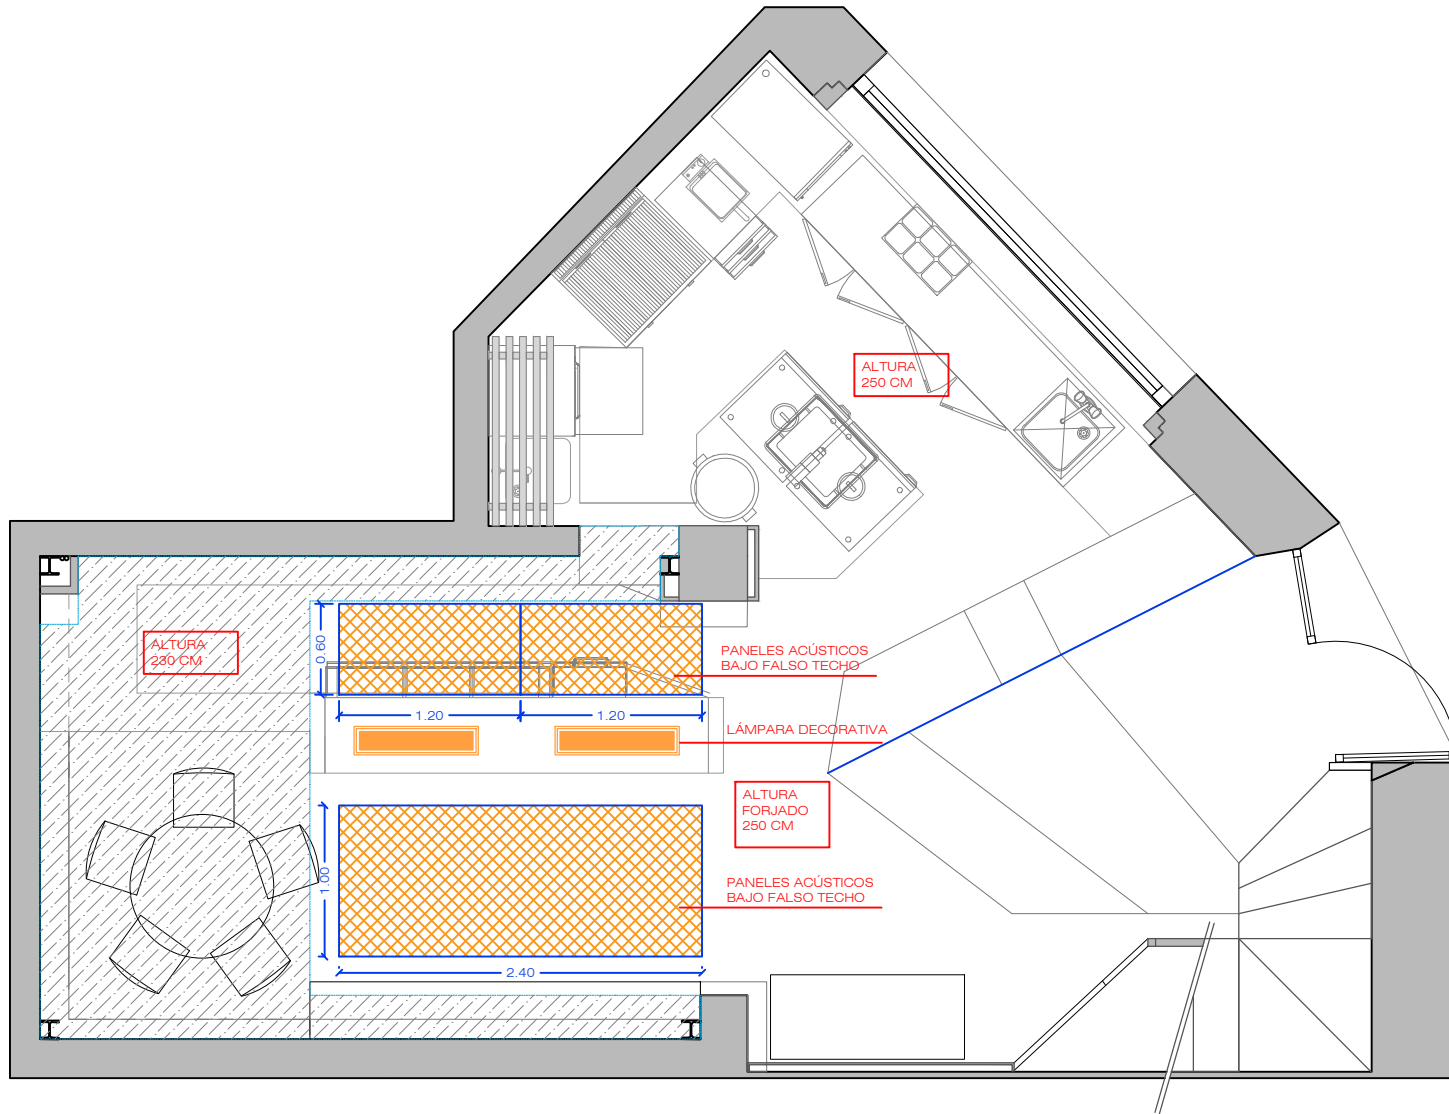 ALTURA
250 CM
ALTURA
230 CM
0.60
PANELES ACÚSTICOS
BAJO FALSO TECHO
1.20
1.20
LÁMPARA DECORATIVA
ALTURA
FORJADO
250 CM
1.00
PANELES ACÚSTICOS
BAJO FALSO TECHO
2.40